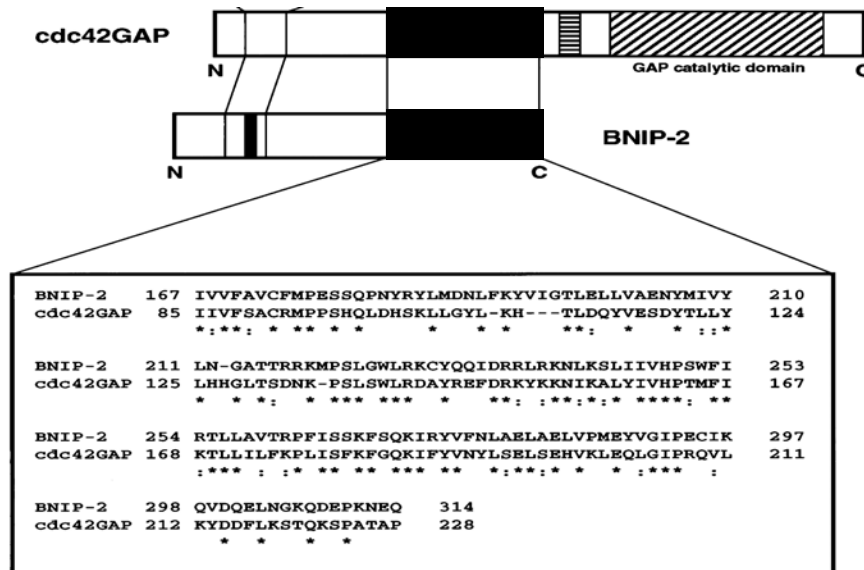 cdc42GAP
N GAP catalytic domain C
BNIP-2
N C
BNIP-2 167 IVVFAVCFMPESSQPNYRYLMDNLFKYVIGTLELLVAENYMIVY 210
cdc42GAP 85 IIVFSACRMPPSHQLDHSKLLGYL-KH---TLDQYVESDYTLLY 124
*:**:* ** * * * * **: * * ::*
BNIP-2 211 LN-GATTRRKMPSLGWLRKCYQQIDRRLRKNLKSLIIVHPSWFI 253
cdc42GAP 125 LHHGLTSDNK-PSLSWLRDAYREFDRKYKKNIKALYIVHPTMFI 167
* * *: * *** *** * **: :**:*:* ****: **
BNIP-2 254 RTLLAVTRPFISSKFSQKIRYVFNLAELAELVPMEYVGIPECIK 297
cdc42GAP 168 KTLLILFKPLISFKFGQKIFYVNYLSELSEHVKLEQLGIPRQVL 211
:*** : *:** ** *** ** *:**:* * :* :*** :
BNIP-2 298 QVDQELNGKQDEPKNEQ 314
cdc42GAP 212 KYDDFLKSTQKSPATAP 228
* * * *